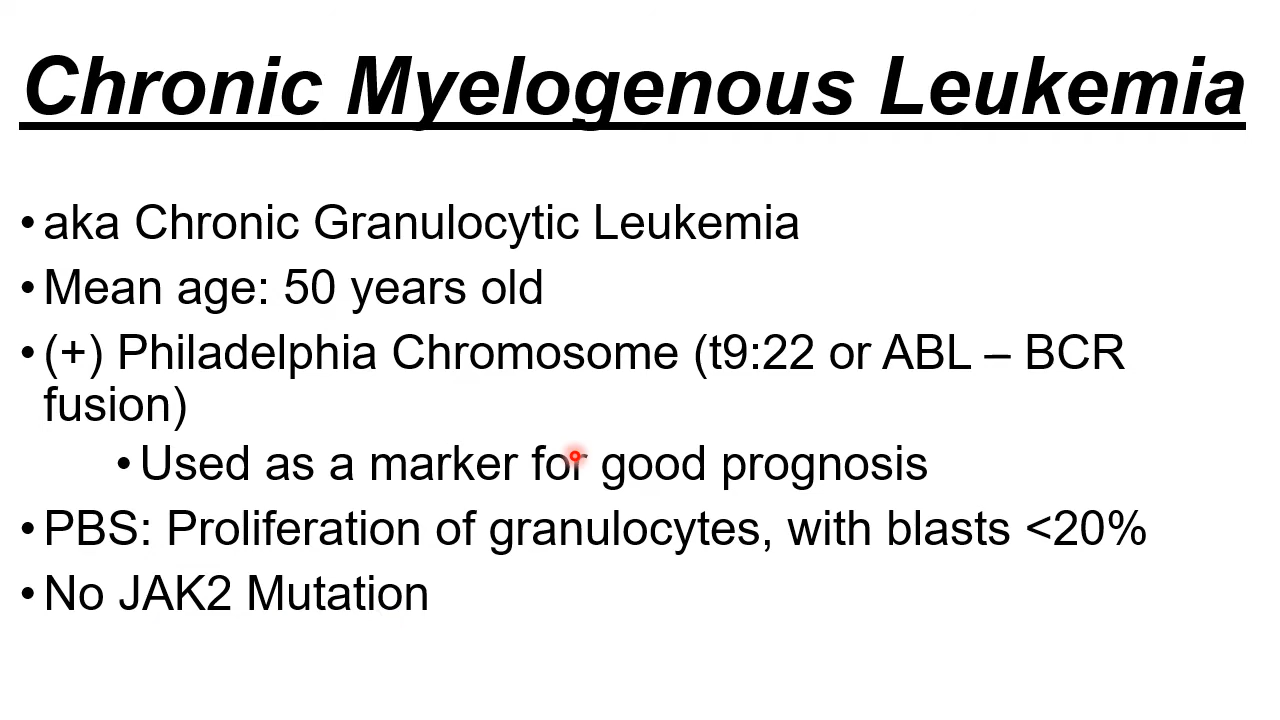 Chronic Myelogenous Leukemia
• aka Chronic Granulocytic Leukemia
• Mean age: 50 years old
• (+) Philadelphia Chromosome (t9:22 or ABL – BCR
fusion)
• Used as a marker for good prognosis
• PBS: Proliferation of granulocytes, with blasts <20%
• No JAK2 Mutation